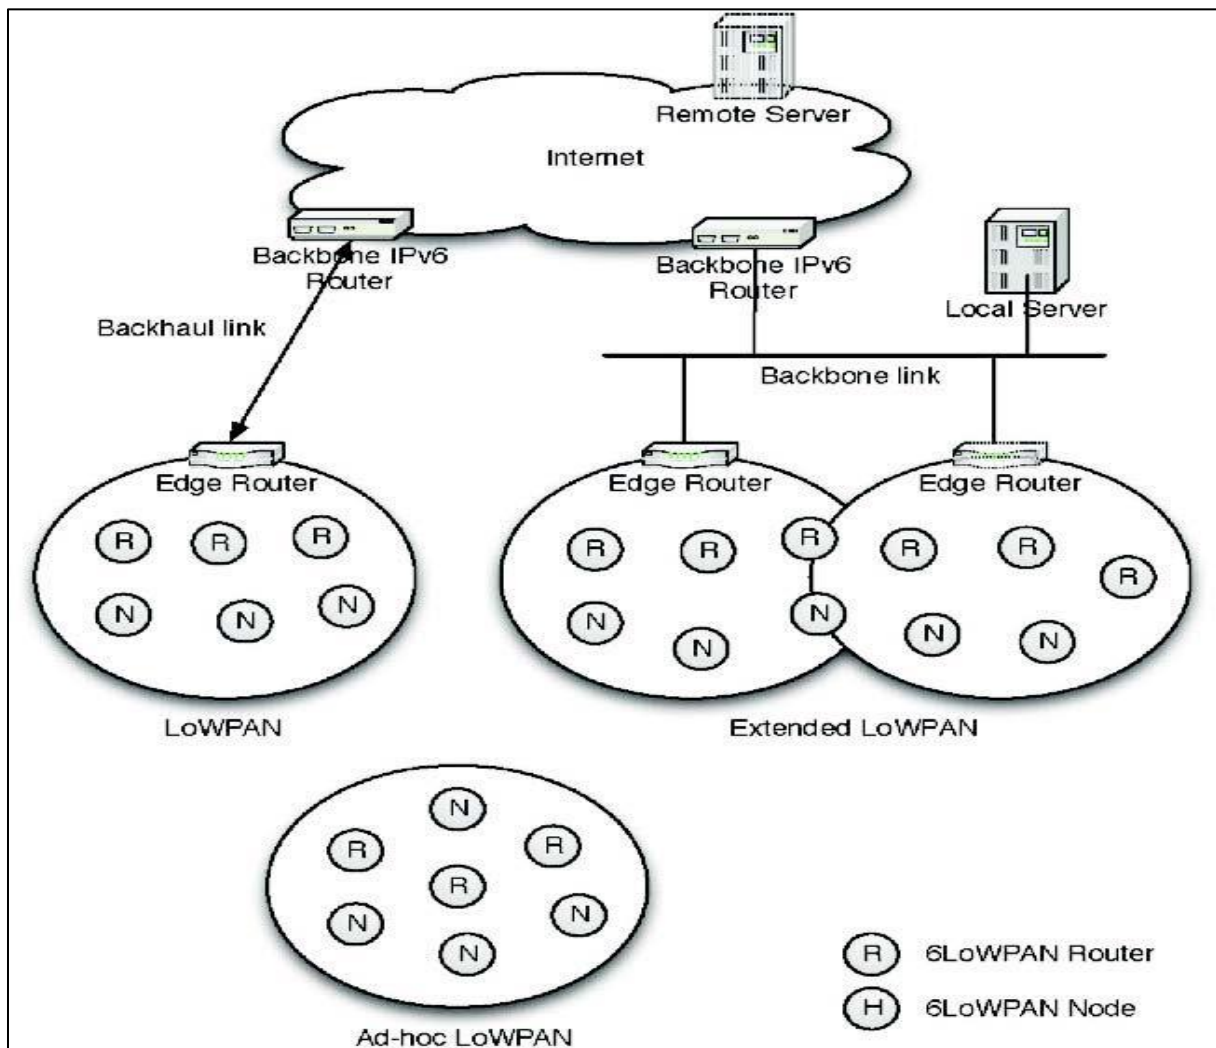 Remote Server
Internet
Backbone IPv6
Router
Backbone IPv6
Router
Local Server
Backhaul link
Backbone link
Edge Router
Edge Router
Edge Router
R
R
R
N
N
N
R
R
R
N
N
N
R
R
R
N
N
LoWPAN
Extended LoWPAN
N
R
R
R
N
N
N
Ad-hoc LoWPAN
R 6LoWPAN Router
H 6LoWPAN Node